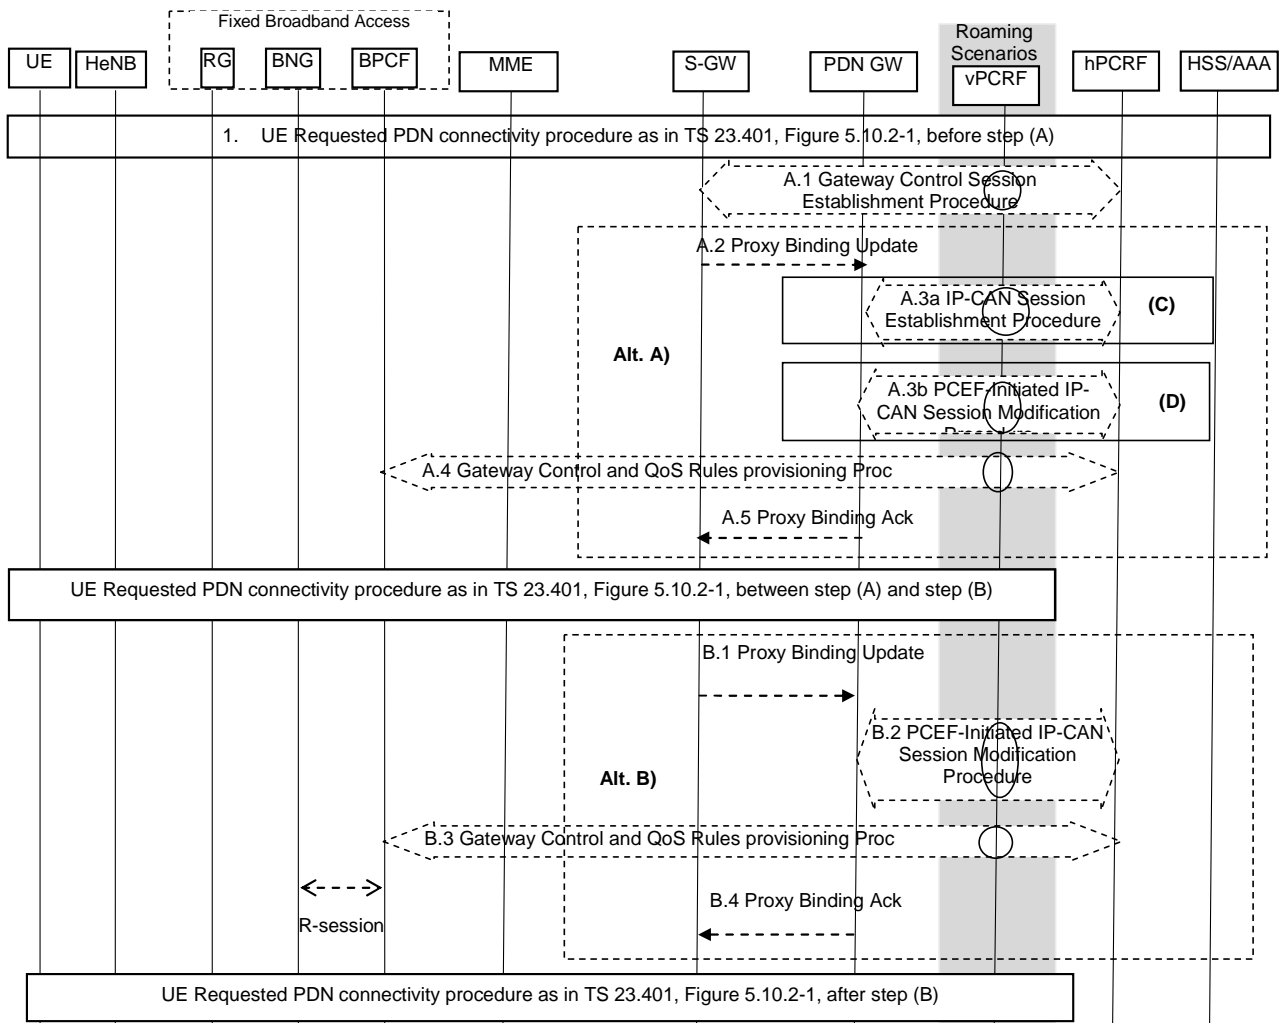 Fixed Broadband Access
Roaming
Scenarios
UE
HeNB
RG
BNG
BPCF
MME
S-GW
PDN GW
vPCRF
hPCRF
HSS/AAA
1. UE Requested PDN connectivity procedure as in TS 23.401, Figure 5.10.2-1, before step (A)
A.1 Gateway Control Session
Establishment Procedure
A.2 Proxy Binding Update
A.3a IP-CAN Session
Establishment Procedure
(C)
Alt. A)
A.3b PCEF-Initiated IP-
CAN Session Modification
(D)
A.4 Gateway Control and QoS Rules provisioning Proc
A.5 Proxy Binding Ack
UE Requested PDN connectivity procedure as in TS 23.401, Figure 5.10.2-1, between step (A) and step (B)
B.1 Proxy Binding Update
B.2 PCEF-Initiated IP-CAN
Session Modification
Procedure
Alt. B)
B.3 Gateway Control and QoS Rules provisioning Proc
B.4 Proxy Binding Ack
R-session
UE Requested PDN connectivity procedure as in TS 23.401, Figure 5.10.2-1, after step (B)